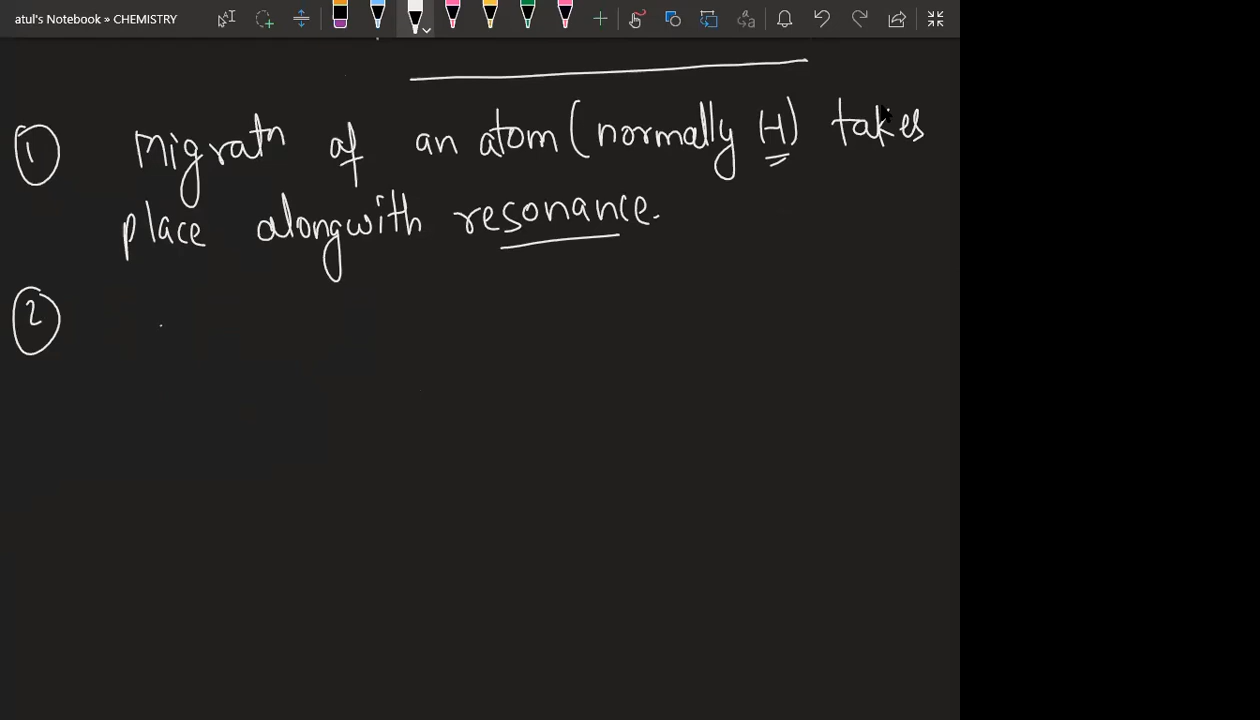 atul's Notebook » CHEMISTRY
① Migratn of an atom (normally H) takes
place alongwith resonance.
②